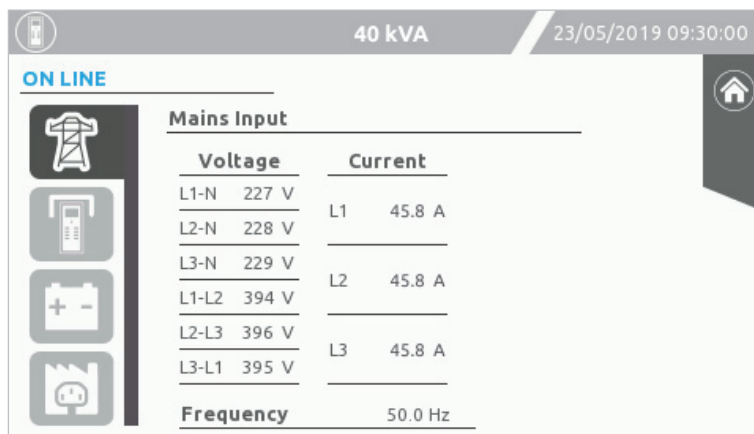 40 kVA 23/05/2019 09:30:00
ON LINE
Mains Input
Voltage Current
L1-N 227 V
L1 45.8 A
L2-N 228 V
L3-N 229 V
L2 45.8 A
L1-L2 394 V
L2-L3 396 V
L3 45.8 A
L3-L1 395 V
Frequency 50.0 Hz